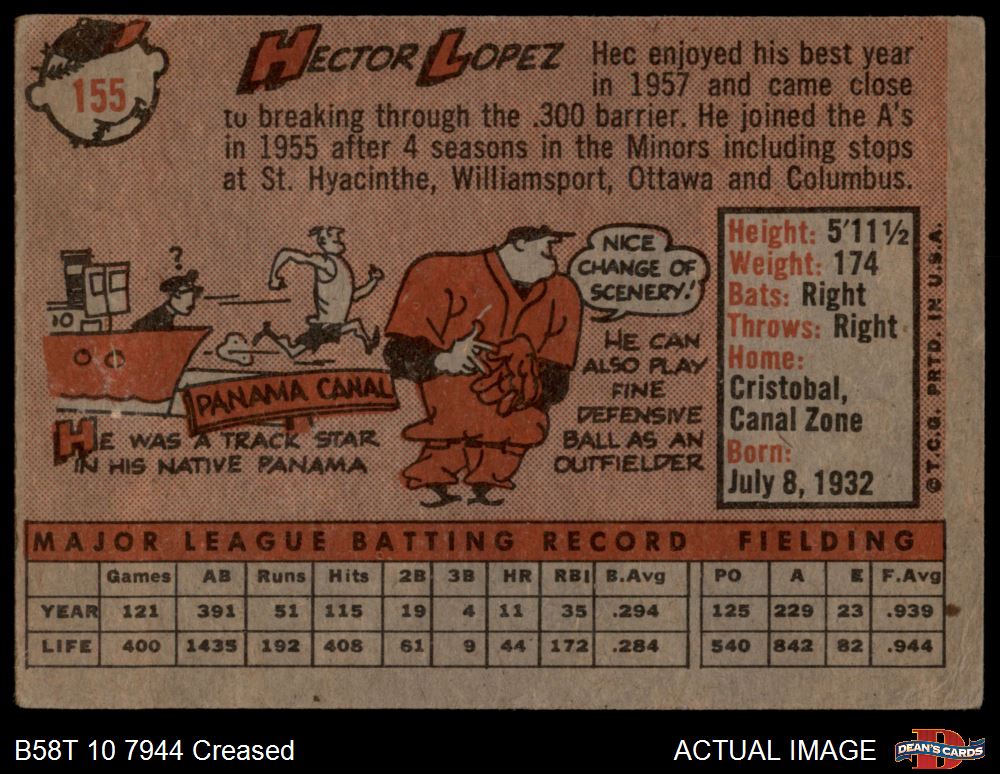 155
HECTOR LOPEZ
Hec enjoyed his best year
in 1957 and came close
to breaking through the .300 barrier. He joined the A's
in 1955 after 4 seasons in the Minors including stops
at St. Hyacinthe, Williamsport, Ottawa and Columbus.
?
10
PANAMA CANAL
HE WAS A TRACK STAR
IN HIS NATIVE PANAMA
NICE
CHANGE OF
SCENERY!
HE CAN
ALSO PLAY
FINE
DEFENSIVE
BALL AS AN
OUTFIELDER
Height: 5'11½
Weight: 174
Bats: Right
Throws: Right
Home:
Cristobal,
Canal Zone
Born:
July 8, 1932
©T.C.G. PRTD. IN U.S.A.
MAJOR LEAGUE BATTING RECORD FIELDING
Games AB Runs Hits 2B 3B HR RBI B.Avg PO A E F.Avg
YEAR 121 391 51 115 19 4 11 35 .294 125 229 23 .939
LIFE 400 1435 192 408 61 9 44 172 .284 540 842 82 .944
B58T 10 7944 Creased
ACTUAL IMAGE
D
DEAN'S CARDS